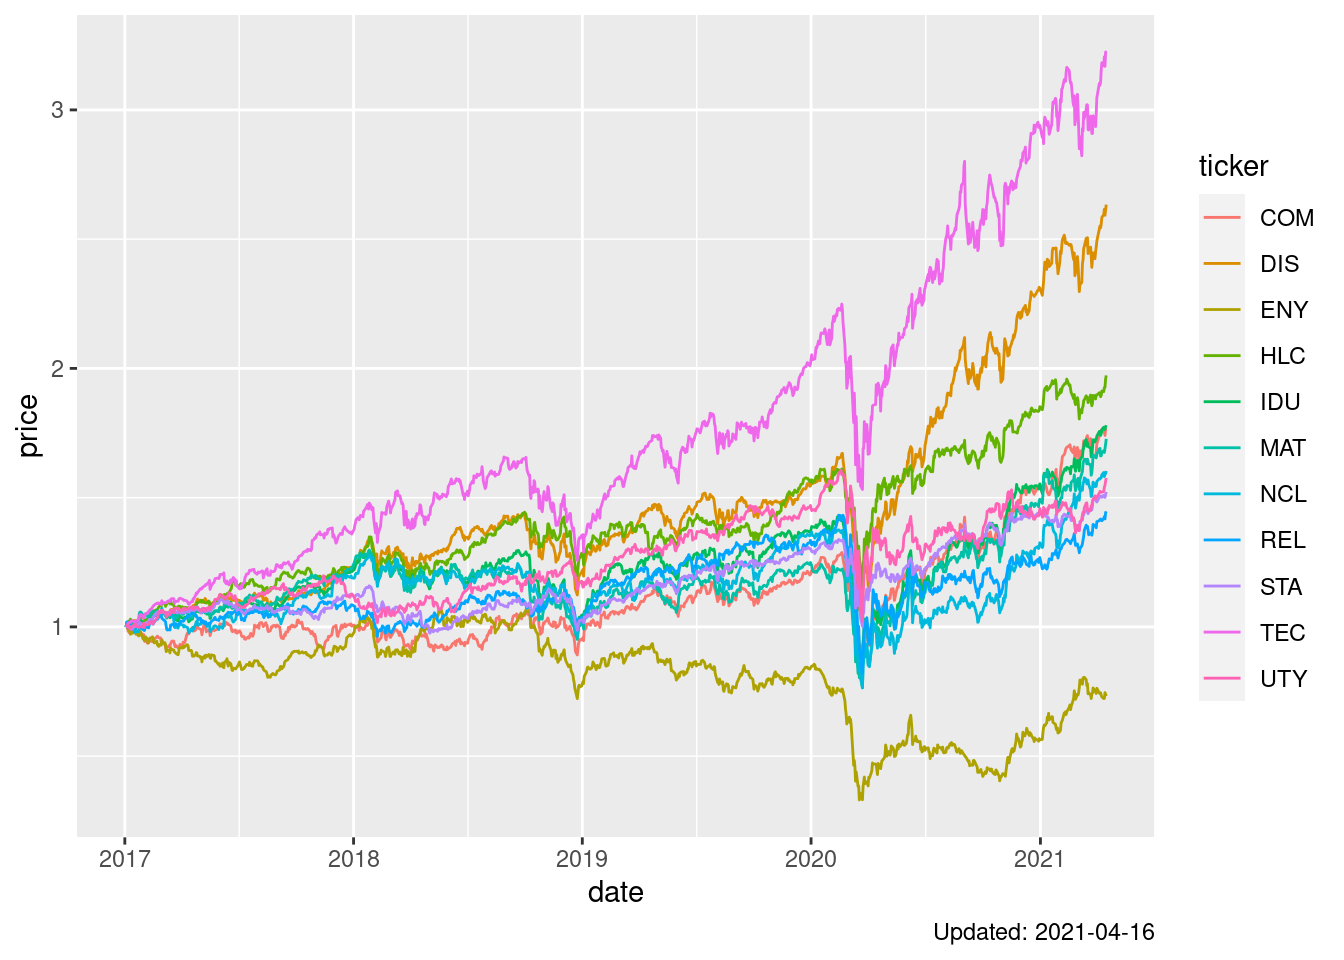 3
2
1
price
2017
2018
2019
2020
2021
date
ticker
COM
DIS
ENY
HLC
IDU
MAT
NCL
REL
STA
TEC
UTY
Updated: 2021-04-16